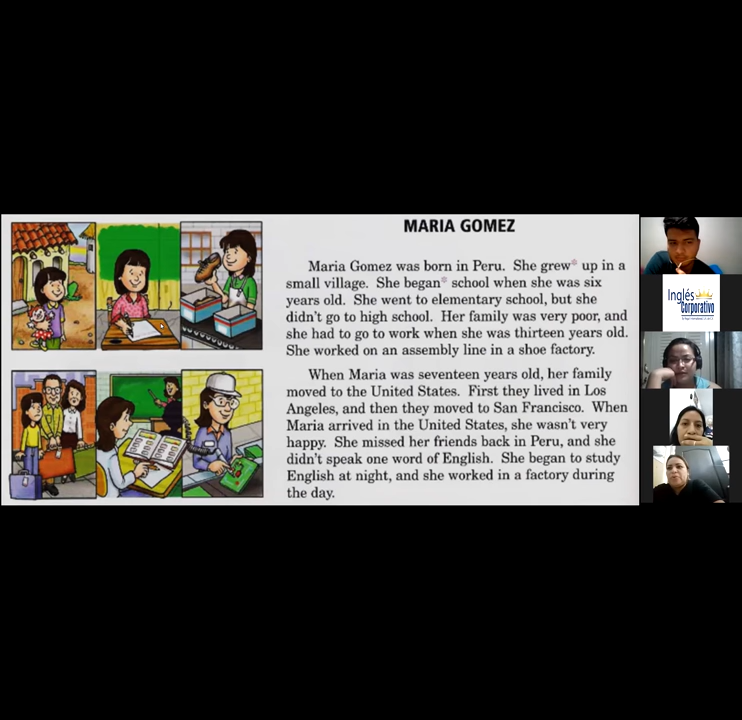 MARIA GOMEZ
Maria Gomez was born in Peru. She grew* up in a
small village. She began* school when she was six
years old. She went to elementary school, but she
didn't go to high school. Her family was very poor, and
she had to go to work when she was thirteen years old.
She worked on an assembly line in a shoe factory.
When Maria was seventeen years old, her family
moved to the United States. First they lived in Los
Angeles, and then they moved to San Francisco. When
Maria arrived in the United States, she wasn't very
happy. She missed her friends back in Peru, and she
didn't speak one word of English. She began to study
English at night, and she worked in a factory during
the day.
Inglés
Corporativo